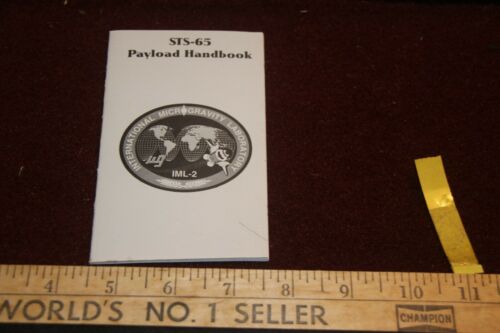 STS-65
Payload Handbook
INTERNATIONAL MICROGRAVITY LABORATORY
μg
IML-2
4 5 6 7 8 9 10 11
WORLD'S NO. 1 SELLER
CHAMPION